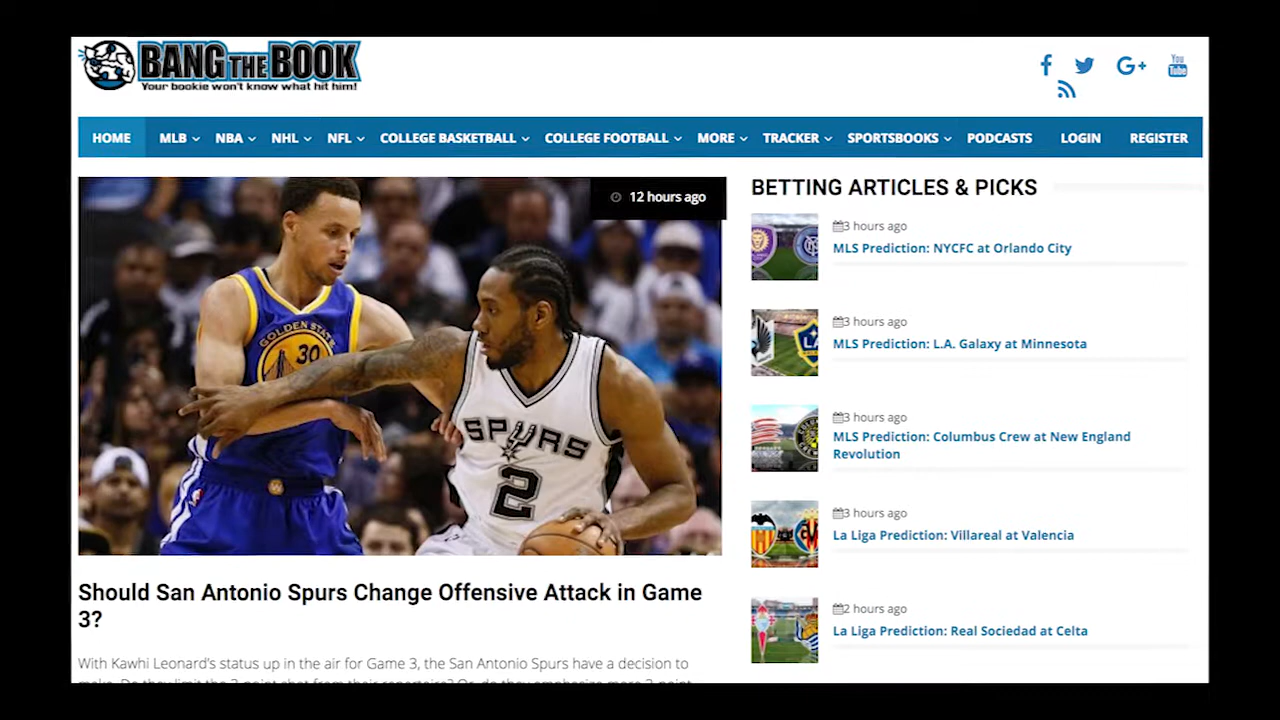 BANG THE BOOK
Your bookie won't know what hit him!
HOME MLB NBA NHL NFL COLLEGE BASKETBALL COLLEGE FOOTBALL MORE TRACKER SPORTSBOOKS PODCASTS LOGIN REGISTER
12 hours ago
GOLDEN STATE
30
SPURS
2
Should San Antonio Spurs Change Offensive Attack in Game
3?
With Kawhi Leonard's status up in the air for Game 3, the San Antonio Spurs have a decision to
BETTING ARTICLES & PICKS
3 hours ago
MLS Prediction: NYCFC at Orlando City
3 hours ago
MLS Prediction: L.A. Galaxy at Minnesota
3 hours ago
MLS Prediction: Columbus Crew at New England
Revolution
3 hours ago
La Liga Prediction: Villareal at Valencia
2 hours ago
La Liga Prediction: Real Sociedad at Celta